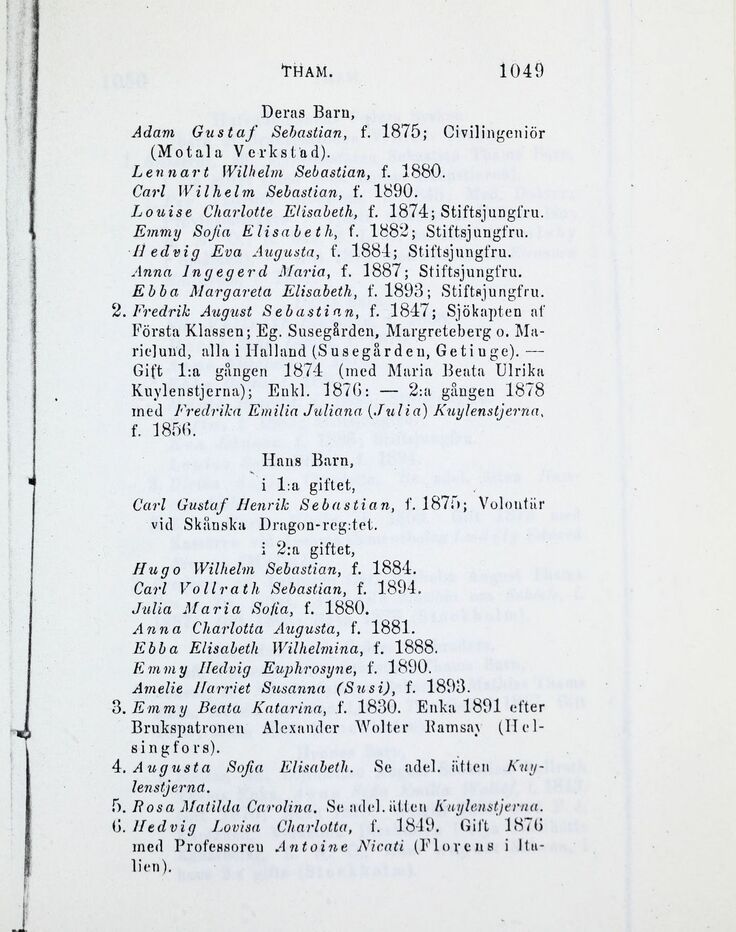 THAM. 1049
Deras Barn,
Adam Gustaf Sebastian, f. 1875; Civilingeniör
(Motala Verkstad).
Lennart Wilhelm Sebastian, f. 1880.
Carl Wilhelm Sebastian, f. 1890.
Louise Charlotte Elisabeth, f. 1874; Stiftsjungfru.
Emmy Sofia Elisabeth, f. 1882; Stiftsjungfru.
Hedvig Eva Augusta, f. 1884; Stiftsjungfru.
Anna Ingegerd Maria, f. 1887; Stiftsjungfru.
Ebba Margareta Elisabeth, f. 1893; Stiftsjungfru.
2. Fredrik August Sebastian, f. 1847; Sjökapten af
Första Klassen; Eg. Susegården, Margreteberg o. Ma-
rielund, alla i Halland (Susegården, Getinge). —
Gift 1:a gången 1874 (med Maria Beata Ulrika
Kuylenstjerna); Enkl. 1876: — 2:a gången 1878
med Fredrika Emilia Juliana (Julia) Kuylenstjerna,
f. 1856.
Hans Barn,
i 1:a giftet,
Carl Gustaf Henrik Sebastian, f. 1875; Volontär
vid Skånska Dragon-reg:tet.
i 2:a giftet,
Hugo Wilhelm Sebastian, f. 1884.
Carl Vollrath Sebastian, f. 1894.
Julia Maria Sofia, f. 1880.
Anna Charlotta Augusta, f. 1881.
Ebba Elisabeth Wilhelmina, f. 1888.
Emmy Hedvig Euphrosyne, f. 1890.
Amelie Harriet Susanna (Susi), f. 1893.
3. Emmy Beata Katarina, f. 1830. Enka 1891 efter
Brukspatronen Alexander Wolter Ramsay (Hel-
singfors).
4. Augusta Sofia Elisabeth. Se adel. ätten Kuy-
lenstjerna.
5. Rosa Matilda Carolina. Se adel. ätten Kuylenstjerna.
6. Hedvig Lovisa Charlotta, f. 1849. Gift 1876
med Professoren Antoine Nicati (Florens i Ita-
lien).